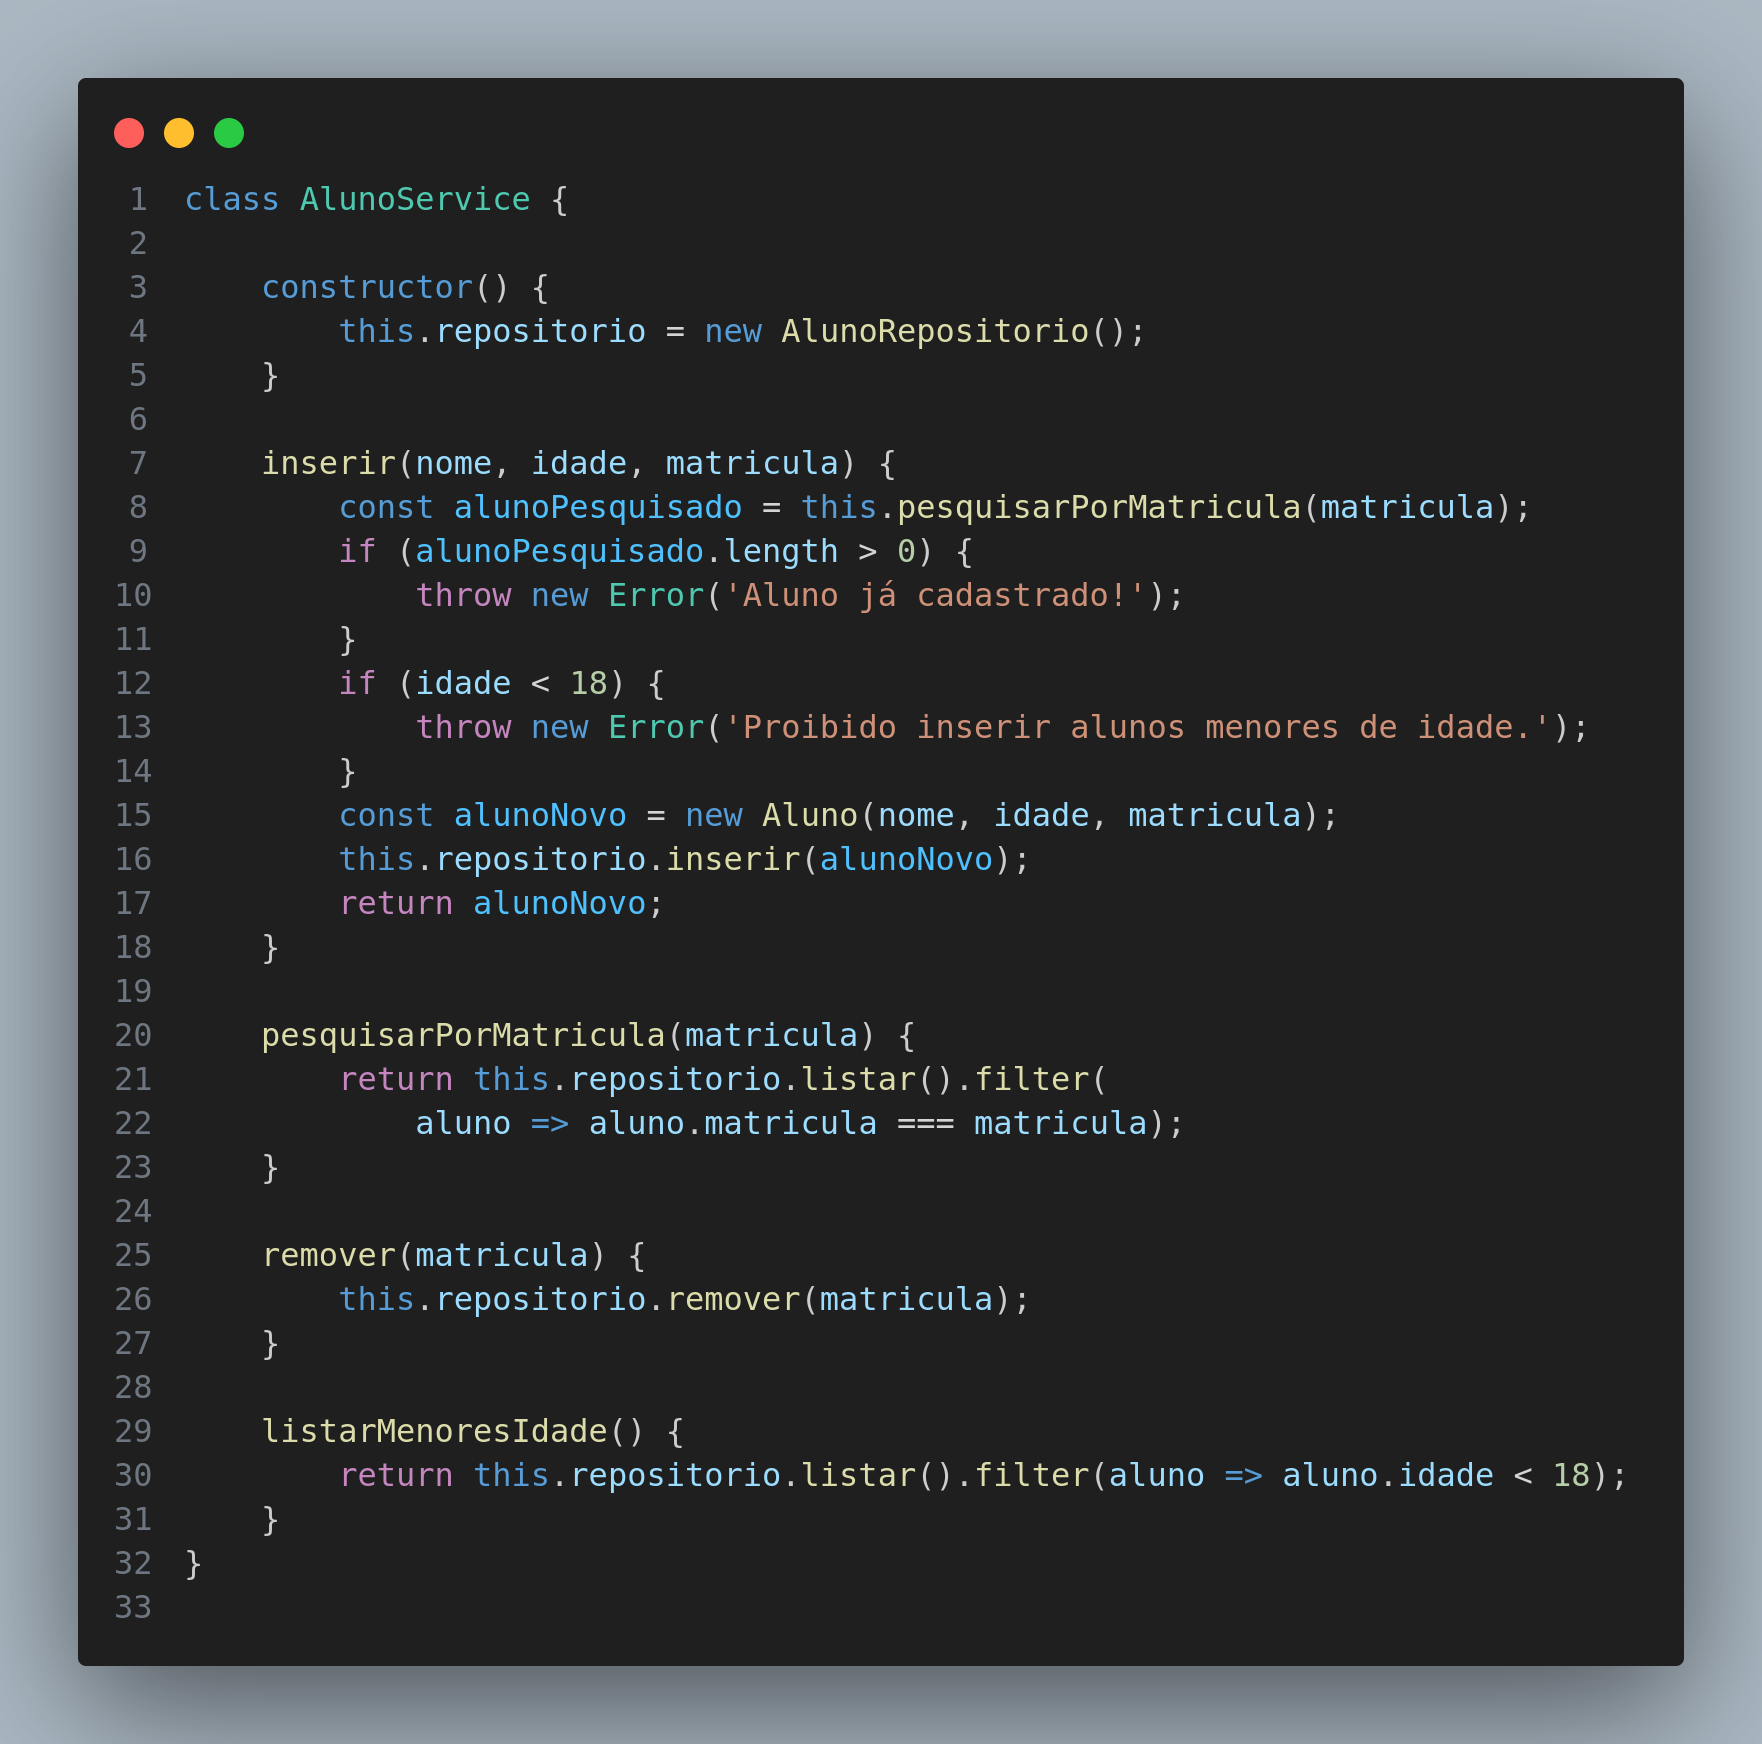 1 class AlunoService {
2
3     constructor() {
4         this.repositorio = new AlunoRepositorio();
5     }
6
7     inserir(nome, idade, matricula) {
8         const alunoPesquisado = this.pesquisarPorMatricula(matricula);
9         if (alunoPesquisado.length > 0) {
10             throw new Error('Aluno já cadastrado!');
11         }
12         if (idade < 18) {
13             throw new Error('Proibido inserir alunos menores de idade.');
14         }
15         const alunoNovo = new Aluno(nome, idade, matricula);
16         this.repositorio.inserir(alunoNovo);
17         return alunoNovo;
18     }
19
20     pesquisarPorMatricula(matricula) {
21         return this.repositorio.listar().filter(
22             aluno => aluno.matricula === matricula);
23     }
24
25     remover(matricula) {
26         this.repositorio.remover(matricula);
27     }
28
29     listarMenoresIdade() {
30         return this.repositorio.listar().filter(aluno => aluno.idade < 18);
31     }
32 }
33